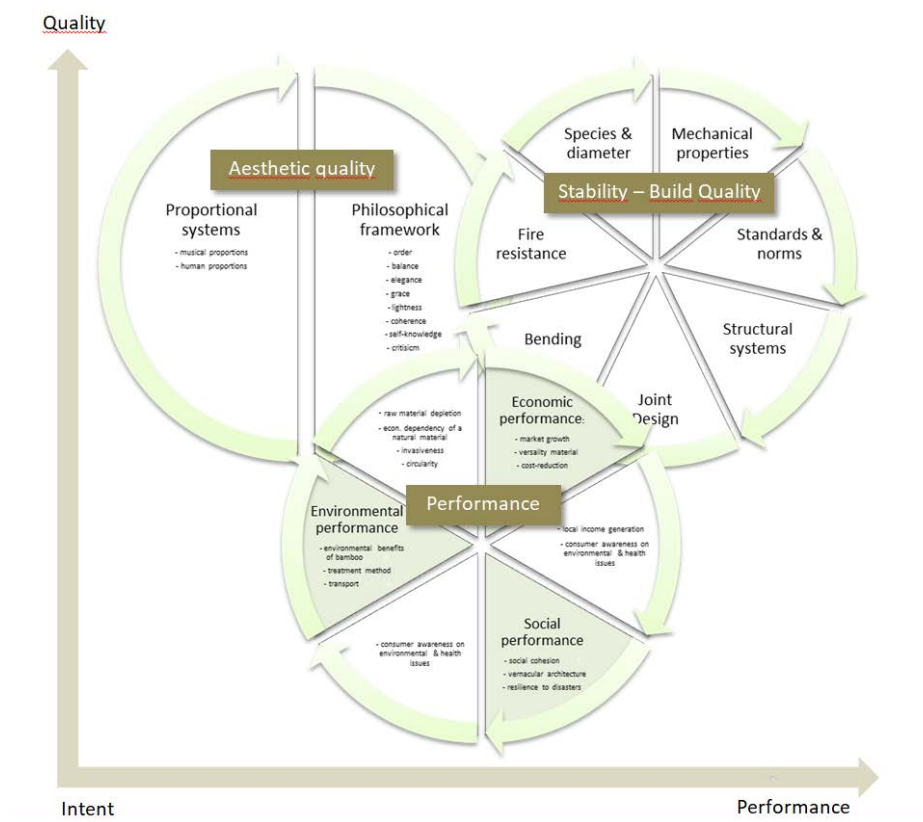 Quality
Aesthetic quality
Proportional
systems
- musical proportions
- human proportions
Philosophical
framework
- order
- balance
- elegance
- grace
- lightness
- coherence
- self-knowledge
- critisicm
Species &
diameter
Mechanical
properties
Stability – Build Quality
Fire
resistance
Standards &
norms
Bending
Structural
systems
Joint
Design
- raw material depletion
- econ. dependency of a
natural material
- invasiveness
- circularity
Economic
performance:
- market growth
- versality material
- cost-reduction
Performance
Environmental
performance
- environmental benefits
of bamboo
- treatment method
- transport
- local income generation
- consumer awareness on
environmental & health
issues
- consumer awareness on
environmental & health
issues
Social
performance
- social cohesion
- vernacular architecture
- resilience to disasters
Intent
Performance